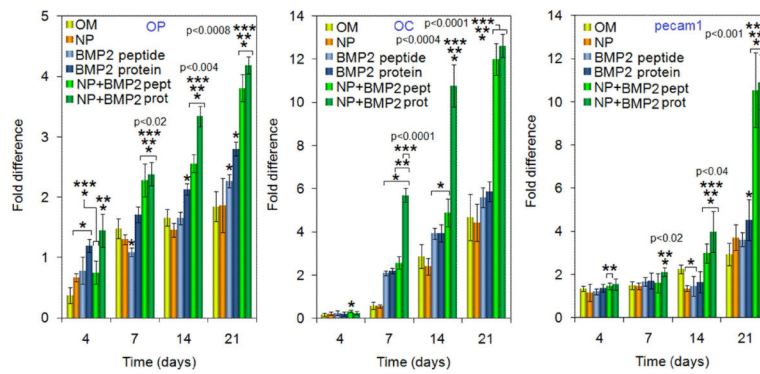 OP
OM
NP
BMP2 peptide
BMP2 protein
NP+BMP2 pept
NP+BMP2 prot
p<0.0008
p<0.004
p<0.02
***
**
*
***
**
*
***
**
*
*
*
***
*
**
*
*
*
*
Fold difference
5
4
3
2
1
0
4 7 14 21
Time (days)
OC
OM
NP
BMP2 peptide
BMP2 protein
NP+BMP2 pept
NP+BMP2 prot
p<0.0001
p<0.0004
p<0.0001
***
**
*
***
**
*
***
**
*
*
*
Fold difference
14
12
10
8
6
4
2
0
4 7 14 21
Time (days)
pecam1
OM
NP
BMP2 peptide
BMP2 protein
NP+BMP2 pept
NP+BMP2 prot
p<0.001
p<0.04
p<0.02
***
**
*
***
**
*
**
*
**
*
*
Fold difference
14
12
10
8
6
4
2
0
4 7 14 21
Time (days)